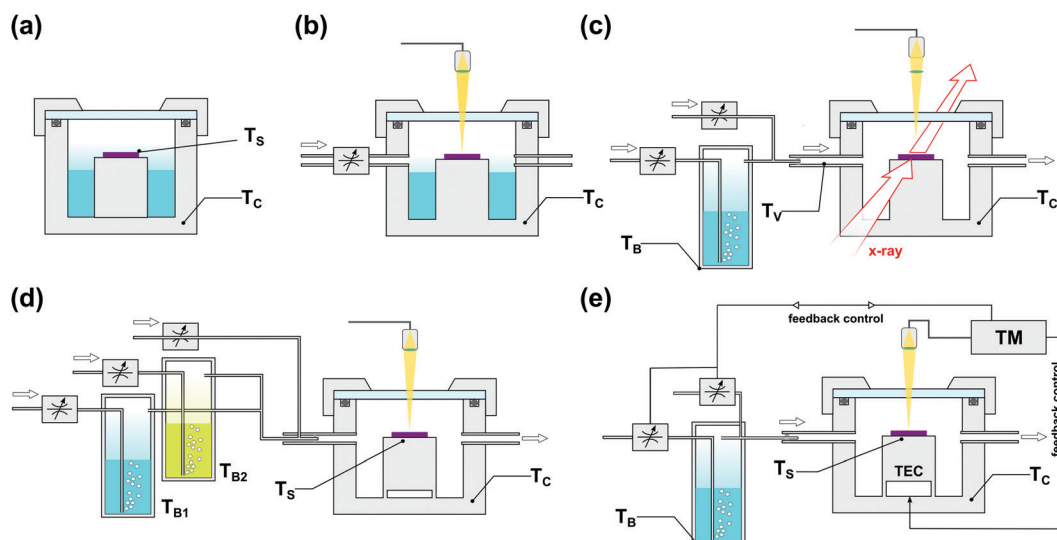 (a)
T_S
T_C
(b)
T_C
(c)
T_B
T_V
x-ray
T_C
(d)
T_B1
T_B2
T_S
T_C
(e)
feedback control
TM
feedback control
T_S
TEC
T_B
T_C